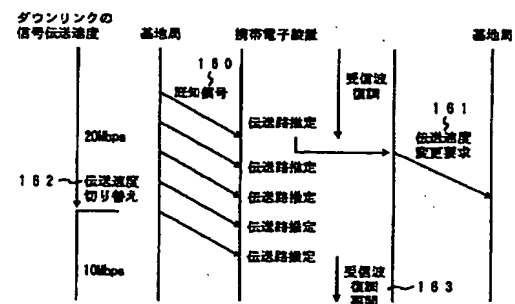 ダウンリンクの
信号伝送速度
基地局
携帯電子装置
基地局
160
既知信号
受信波
復調
161
伝送速度
変更要求
伝送路推定
20Mbps
伝送路推定
162
伝送速度
切り替え
伝送路推定
伝送路推定
伝送路推定
10Mbps
受信波
復調
再開
163